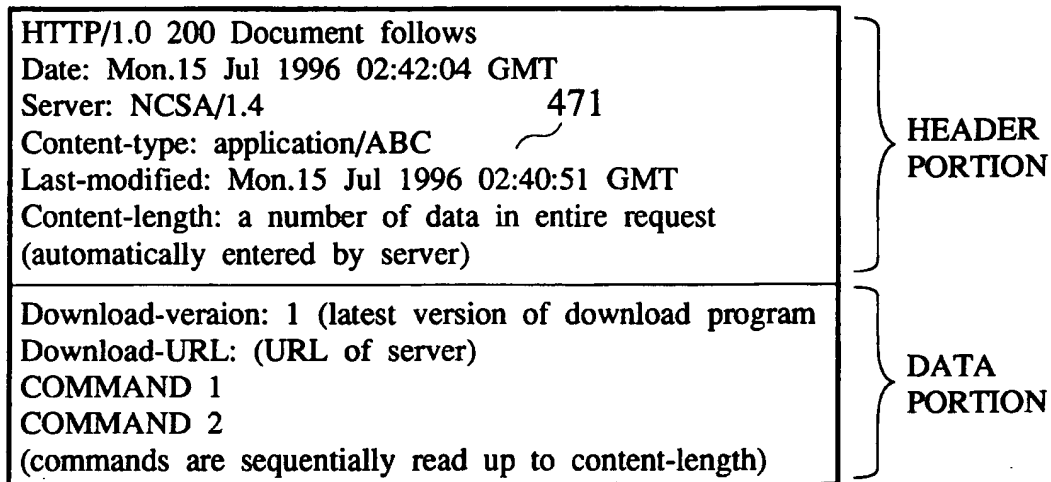 HTTP/1.0 200 Document follows
Date: Mon.15 Jul 1996 02:42:04 GMT
Server: NCSA/1.4
471
Content-type: application/ABC
Last-modified: Mon.15 Jul 1996 02:40:51 GMT
Content-length: a number of data in entire request
(automatically entered by server)
HEADER
PORTION
Download-veraion: 1 (latest version of download program
Download-URL: (URL of server)
COMMAND 1
COMMAND 2
(commands are sequentially read up to content-length)
DATA
PORTION